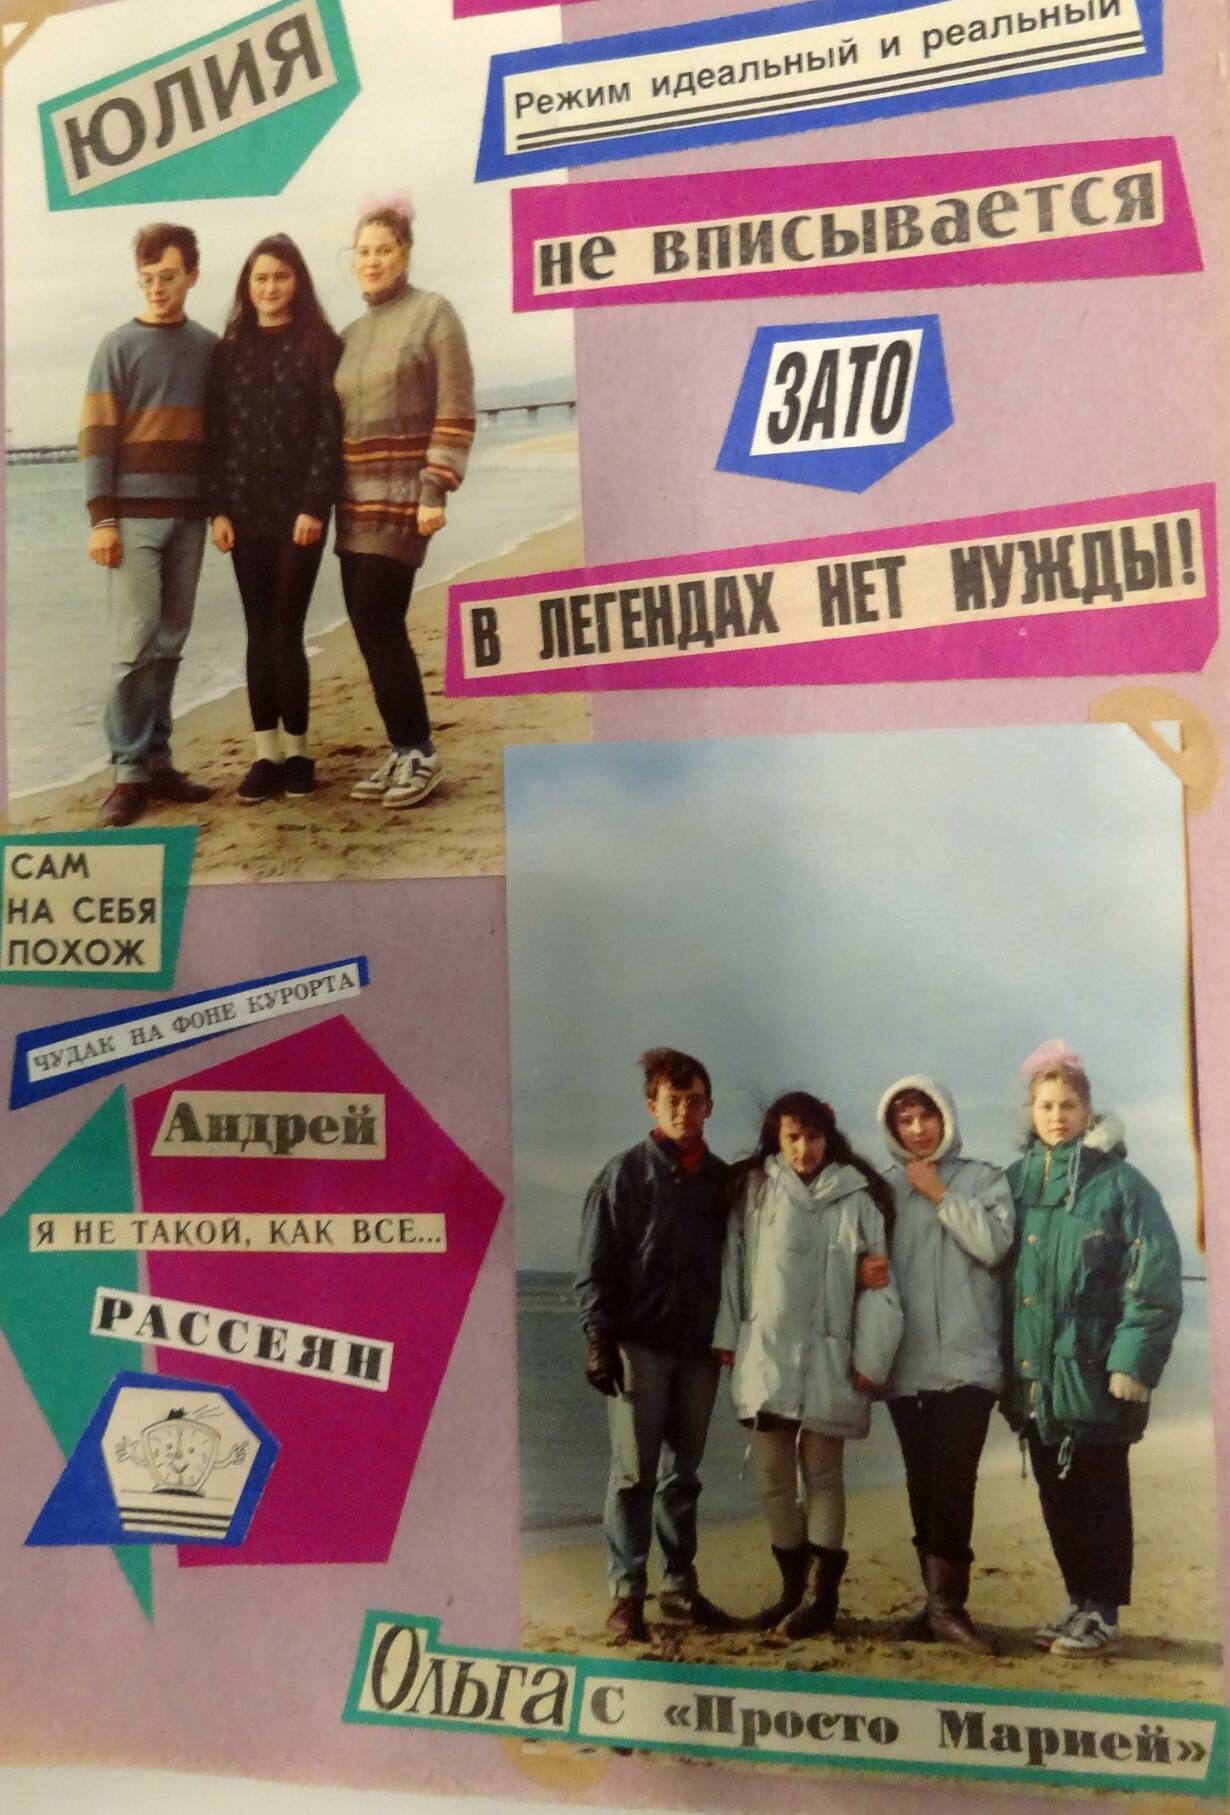 ЮЛИЯ
Режим идеальный и реальный
не вписывается
ЗАТО
В ЛЕГЕНДАХ НЕТ НУЖДЫ!
САМ
НА СЕБЯ
ПОХОЖ
ЧУДАК НА ФОНЕ КУРОРТА
Андрей
Я НЕ ТАКОЙ, КАК ВСЕ...
РАССЕЯН
Ольга с «Просто Марией»